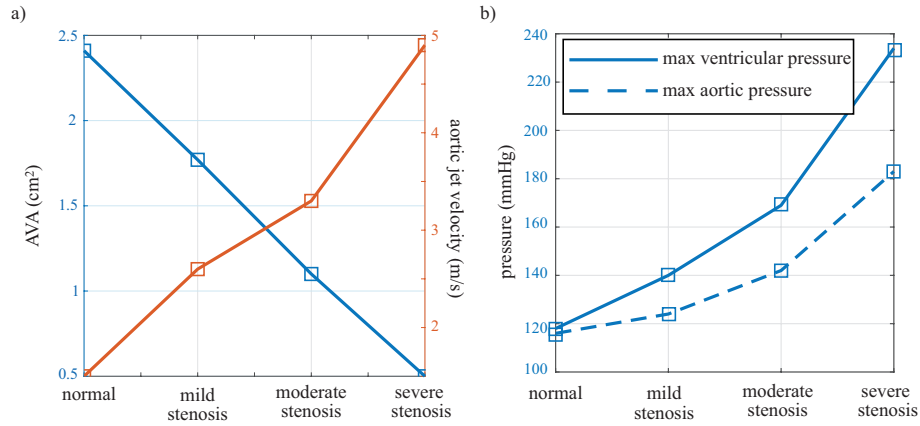 a)
2.5
2
1.5
1
0.5
AVA (cm²)
5
4
3
2
aortic jet velocity (m/s)
normal
mild
stenosis
moderate
stenosis
severe
stenosis
b)
240
220
200
180
160
140
120
100
pressure (mmHg)
max ventricular pressure
max aortic pressure
normal
mild
stenosis
moderate
stenosis
severe
stenosis